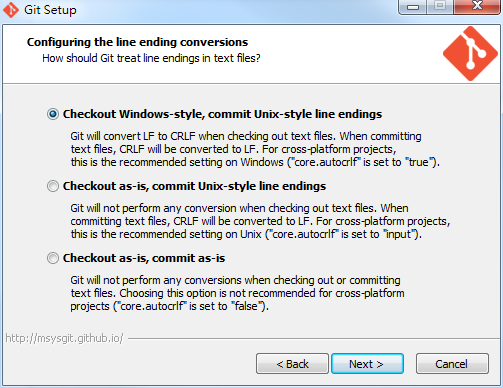 Git Setup
Configuring the line ending conversions
How should Git treat line endings in text files?
Checkout Windows-style, commit Unix-style line endings
Git will convert LF to CRLF when checking out text files. When committing
text files, CRLF will be converted to LF. For cross-platform projects,
this is the recommended setting on Windows ("core.autocrlf" is set to "true").
Checkout as-is, commit Unix-style line endings
Git will not perform any conversion when checking out text files. When
committing text files, CRLF will be converted to LF. For cross-platform projects,
this is the recommended setting on Unix ("core.autocrlf" is set to "input").
Checkout as-is, commit as-is
Git will not perform any conversions when checking out or committing
text files. Choosing this option is not recommended for cross-platform
projects ("core.autocrlf" is set to "false").
http://msysgit.github.io/
< Back Next > Cancel